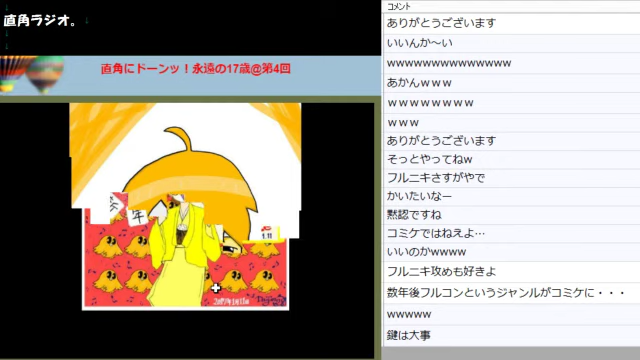 直角ラジオ。
直角にドーンッ！永遠の17歳@第4回
年
1.11
コメント
ありがとうございます
いいんか～い
wwwwwwwwwwwwww
あかんｗｗｗ
ｗｗｗｗｗｗｗｗ
ｗｗｗ
ありがとうございます
そっとやってねw
フルニキさすがやで
かいたいなー
黙認ですね
コミケではねえよ…
いいのかwwww
フルニキ攻めも好きよ
数年後フルコンというジャンルがコミケに・・・
wwwww
鍵は大事